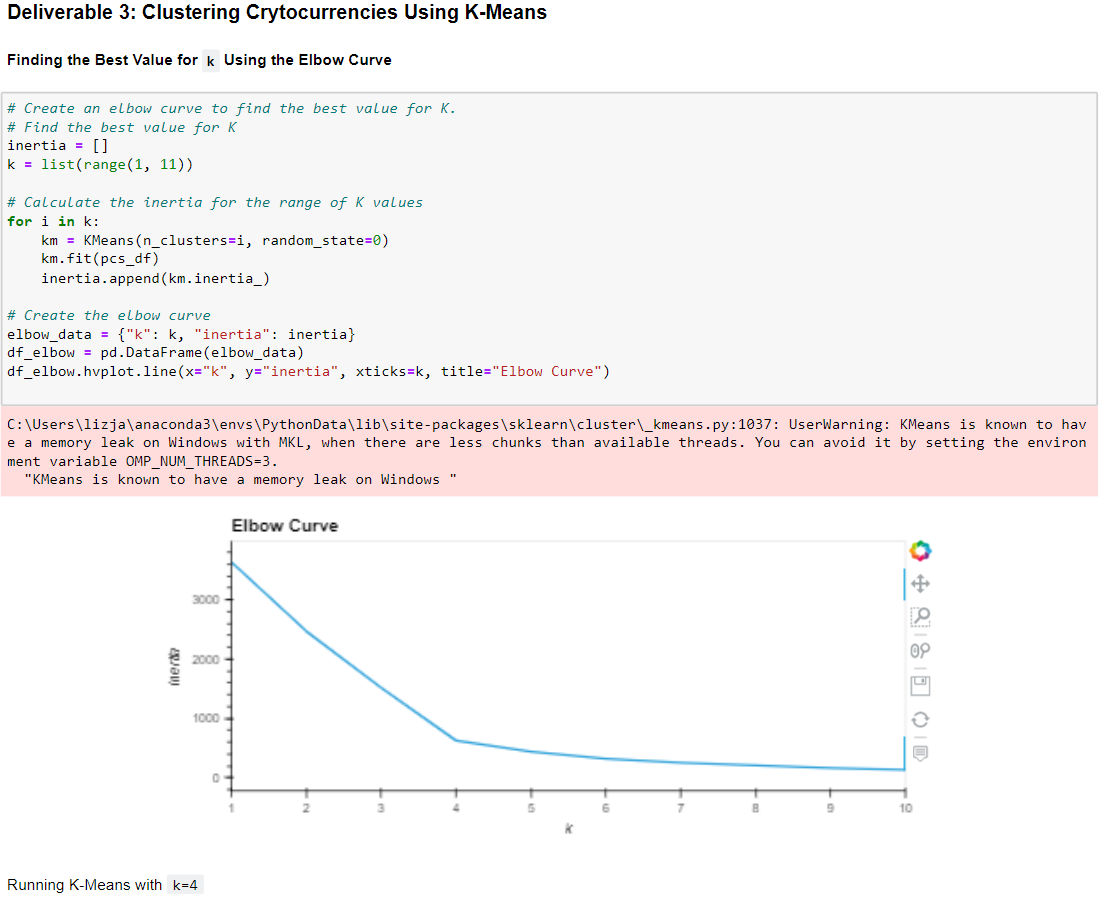 Deliverable 3: Clustering Crytocurrencies Using K-Means
Finding the Best Value for k Using the Elbow Curve
# Create an elbow curve to find the best value for K.
# Find the best value for K
inertia = []
k = list(range(1, 11))
# Calculate the inertia for the range of K values
for i in k:
    km = KMeans(n_clusters=i, random_state=0)
    km.fit(pcs_df)
    inertia.append(km.inertia_)
# Create the elbow curve
elbow_data = {"k": k, "inertia": inertia}
df_elbow = pd.DataFrame(elbow_data)
df_elbow.hvplot.line(x="k", y="inertia", xticks=k, title="Elbow Curve")
C:\Users\lizja\anaconda3\envs\PythonData\lib\site-packages\sklearn\cluster\_kmeans.py:1037: UserWarning: KMeans is known to hav
e a memory leak on Windows with MKL, when there are less chunks than available threads. You can avoid it by setting the environ
ment variable OMP_NUM_THREADS=3.
  "KMeans is known to have a memory leak on Windows "
Elbow Curve
3000
2000
1000
0
inertia
1 2 3 4 5 6 7 8 9 10
k
Running K-Means with k=4